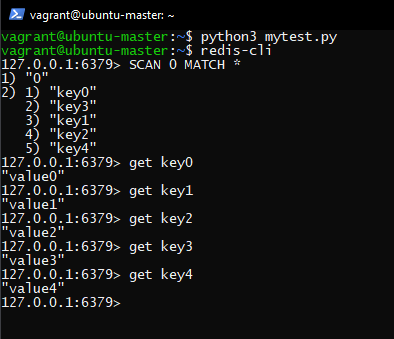 vagrant@ubuntu-master: ~
vagrant@ubuntu-master:~$ python3 mytest.py
vagrant@ubuntu-master:~$ redis-cli
127.0.0.1:6379> SCAN 0 MATCH *
1) "0"
2) 1) "key0"
   2) "key3"
   3) "key1"
   4) "key2"
   5) "key4"
127.0.0.1:6379> get key0
"value0"
127.0.0.1:6379> get key1
"value1"
127.0.0.1:6379> get key2
"value2"
127.0.0.1:6379> get key3
"value3"
127.0.0.1:6379> get key4
"value4"
127.0.0.1:6379>